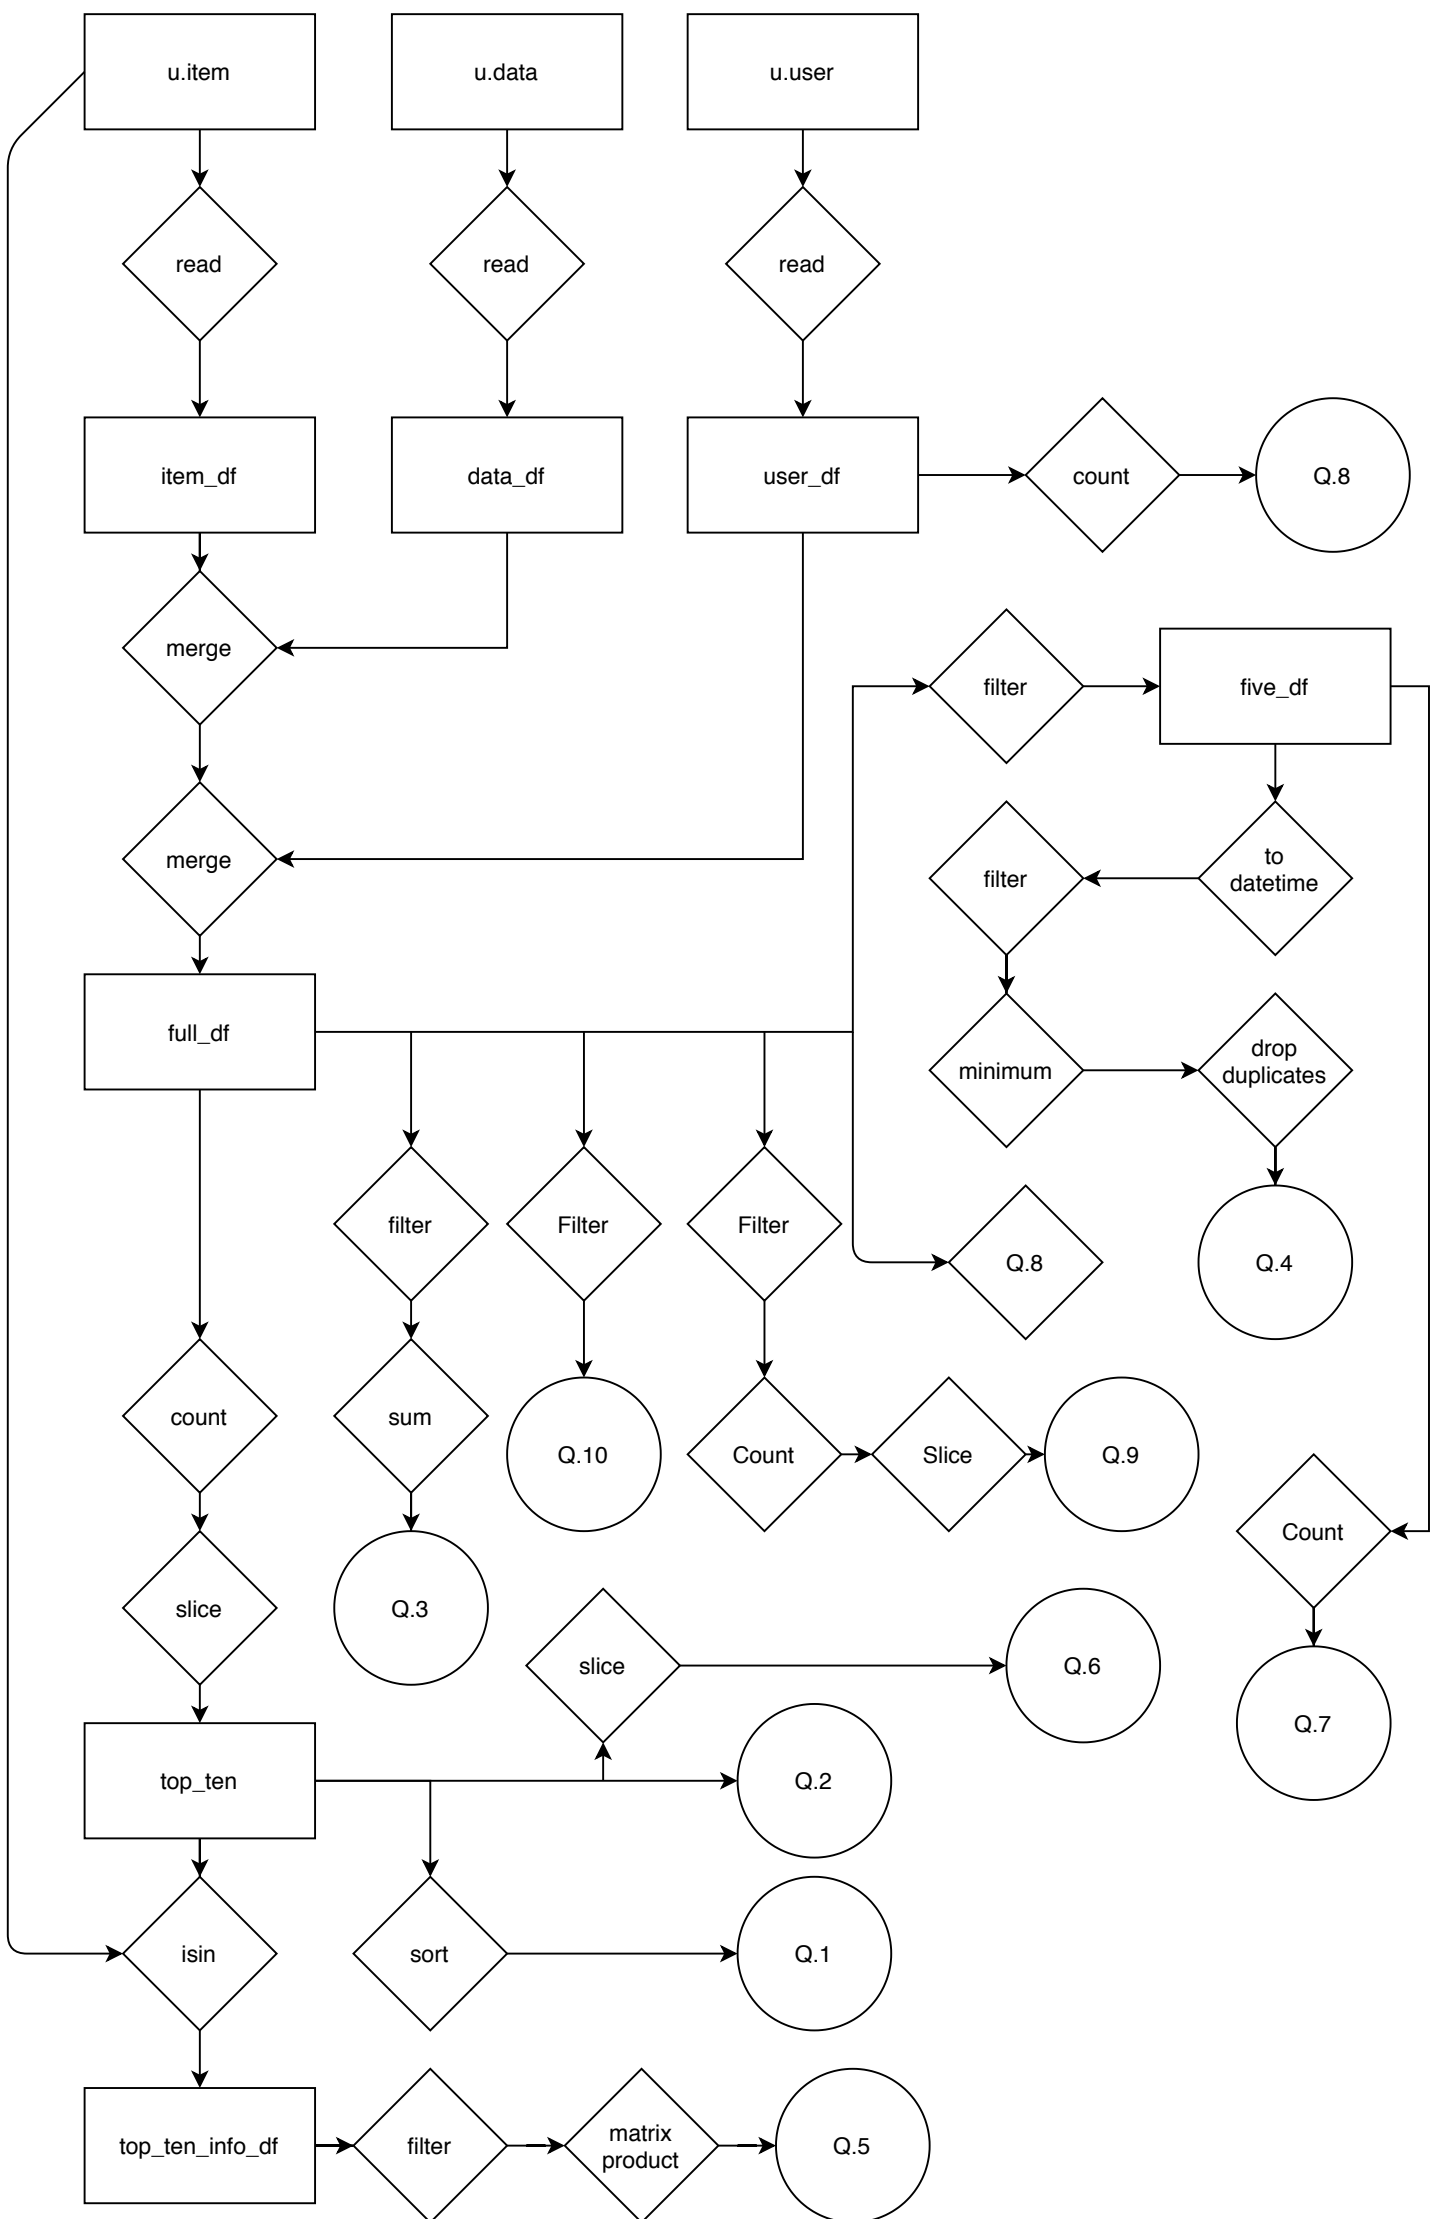 u.item
u.data
u.user
read
read
read
item_df
data_df
user_df
count
Q.8
merge
filter
five_df
merge
filter
to
datetime
full_df
minimum
drop
duplicates
filter
Filter
Filter
Q.8
Q.4
count
sum
Q.10
Count
Slice
Q.9
Count
slice
Q.3
slice
Q.6
Q.7
top_ten
Q.2
isin
sort
Q.1
top_ten_info_df
filter
matrix
product
Q.5